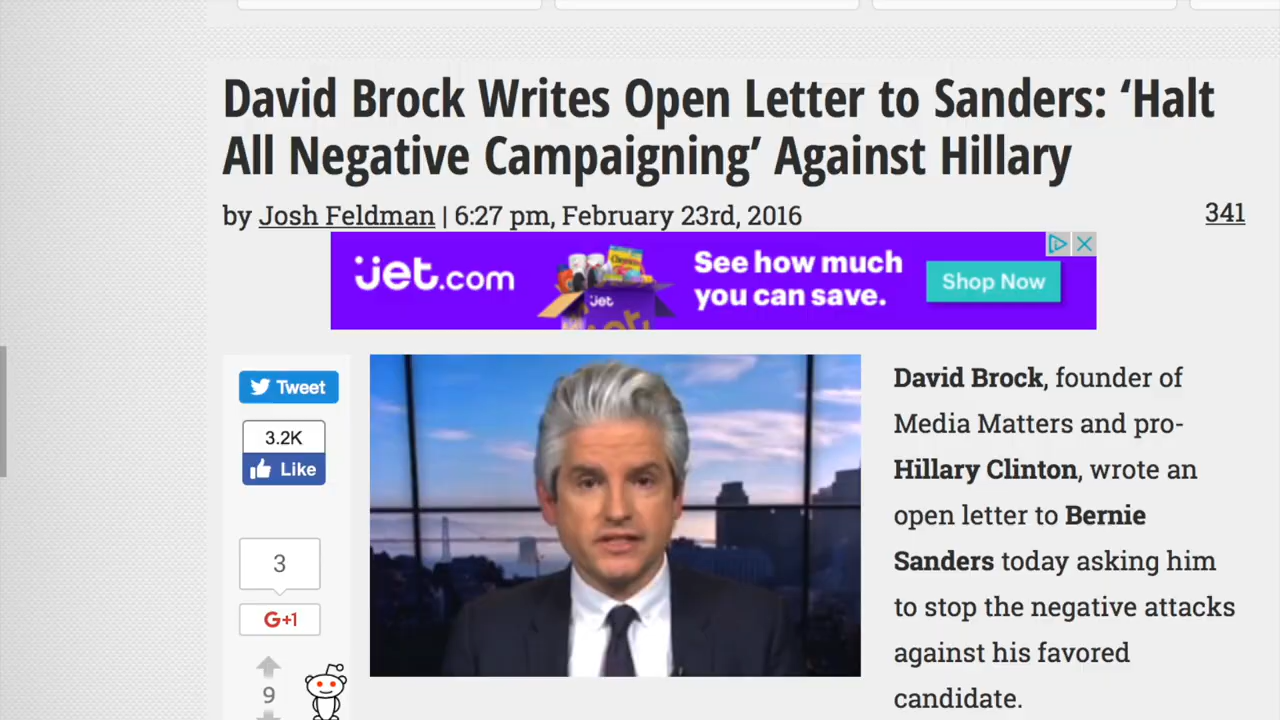 David Brock Writes Open Letter to Sanders: ‘Halt
All Negative Campaigning’ Against Hillary
by Josh Feldman | 6:27 pm, February 23rd, 2016
341
jet.com
See how much
you can save.
Shop Now
Cheerios
jet
jet
Tweet
3.2K
Like
3
G+1
9
David Brock, founder of
Media Matters and pro-
Hillary Clinton, wrote an
open letter to Bernie
Sanders today asking him
to stop the negative attacks
against his favored
candidate.